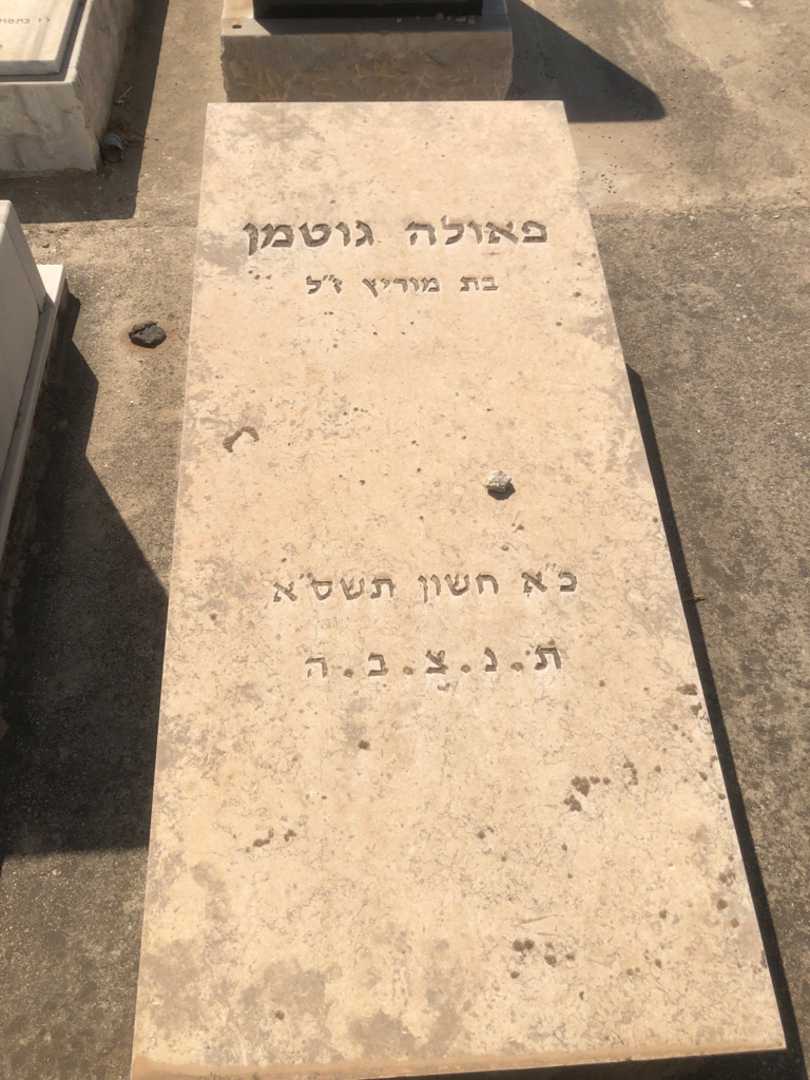 פאולה גוטמן
בת מוריץ ז"ל
כ"א חשון תשס"א
ת.נ.צ.ב.ה